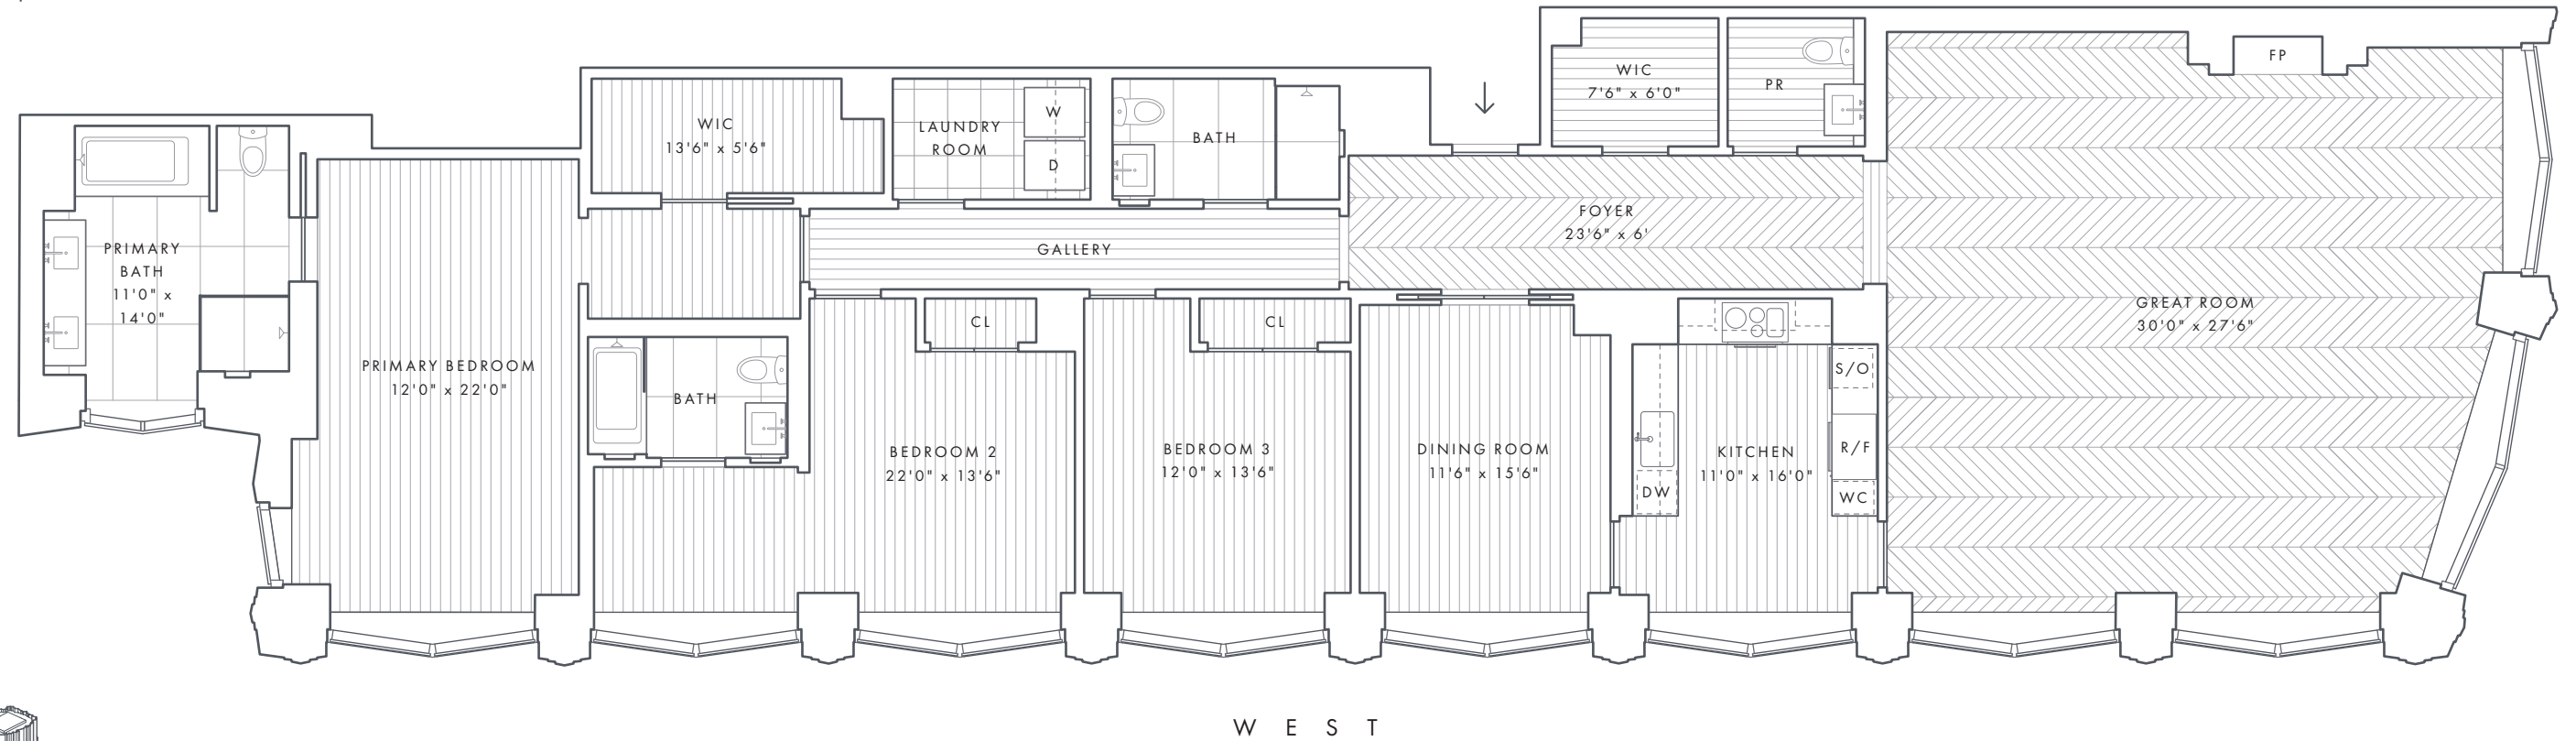 PRIMARY
BATH
11'0" x
14'0"
PRIMARY BEDROOM
12'0" x 22'0"
WIC
13'6" x 5'6"
LAUNDRY
ROOM
W
D
BATH
GALLERY
BATH
CL
BEDROOM 2
22'0" x 13'6"
CL
BEDROOM 3
12'0" x 13'6"
WIC
7'6" x 6'0"
PR
FOYER
23'6" x 6'
DINING ROOM
11'6" x 15'6"
KITCHEN
11'0" x 16'0"
DW
S/O
R/F
WC
FP
GREAT ROOM
30'0" x 27'6"
WEST